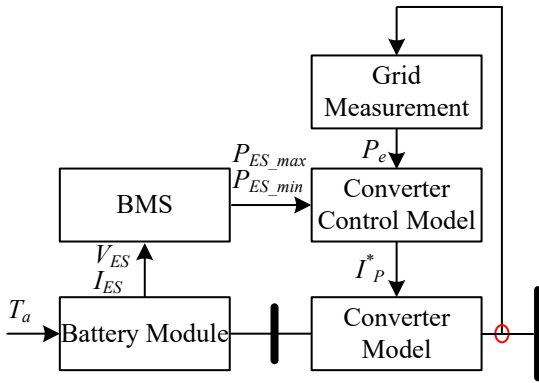 Grid
Measurement
P_e
P_ES_max
P_ES_min
BMS
Converter
Control Model
V_ES
I_ES
I*_P
T_a
Battery Module
Converter
Model